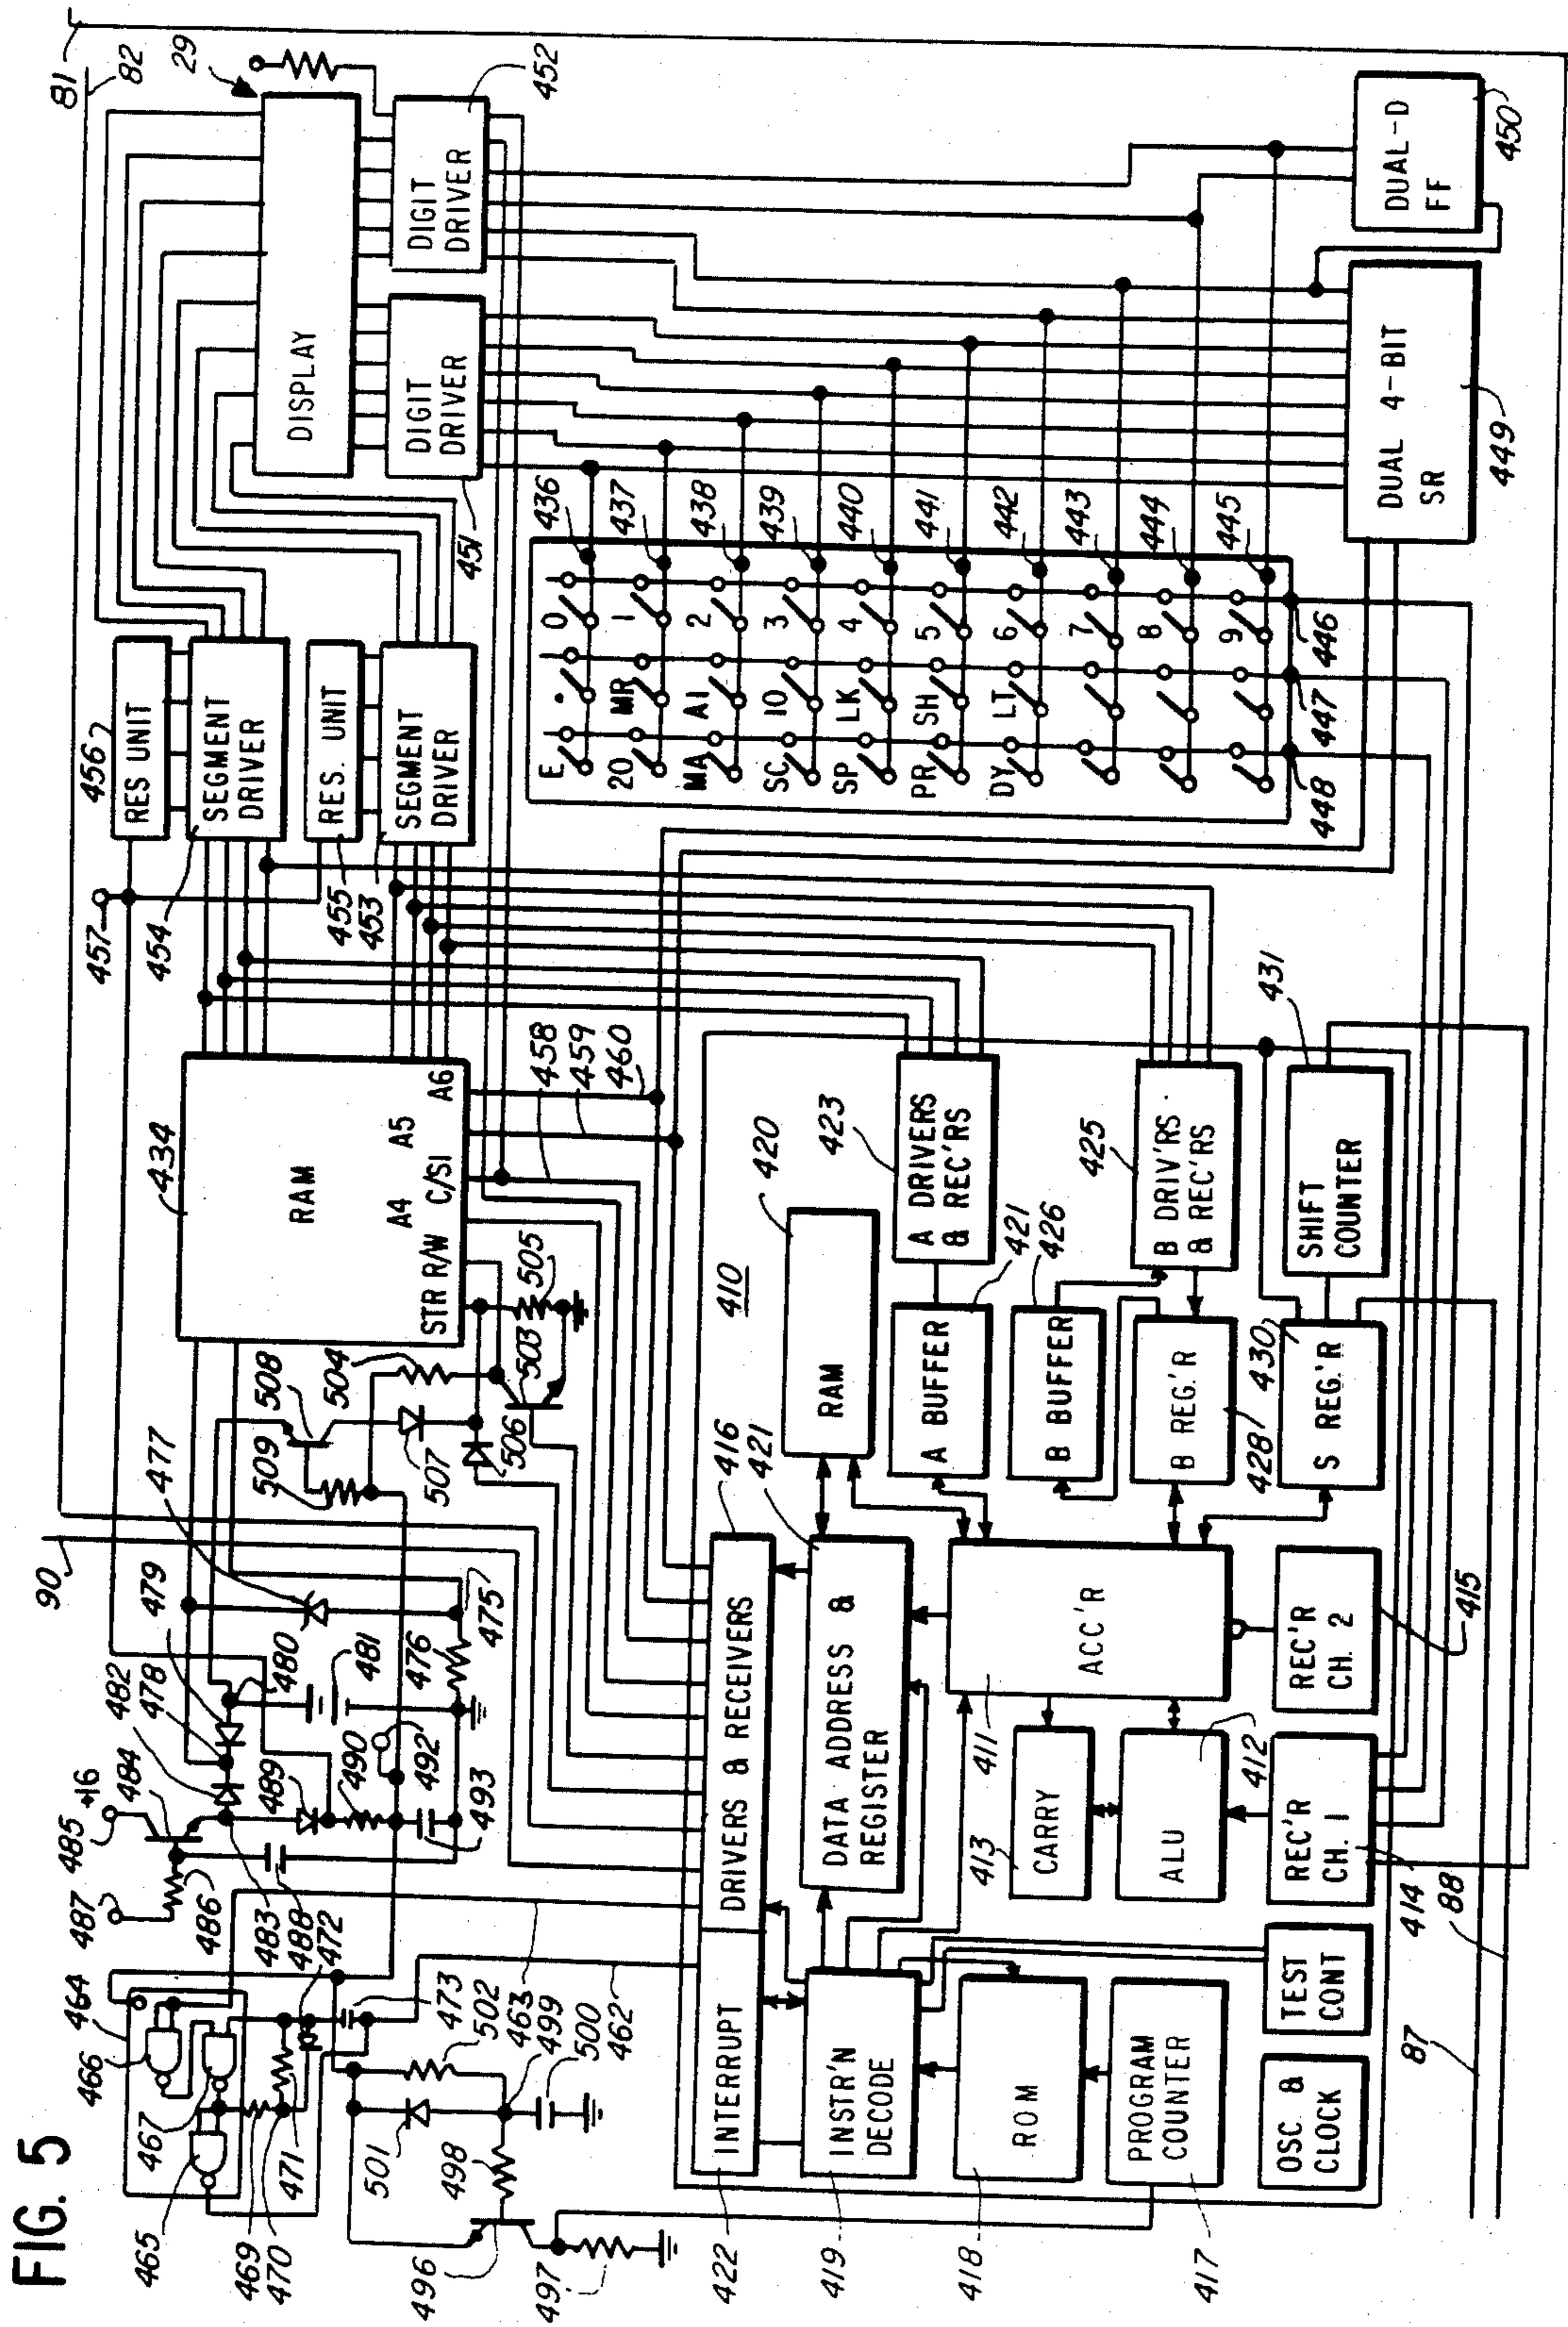 FIG. 5
81
82
29
90
DISPLAY
DIGIT
DRIVER
452
DIGIT
DRIVER
451
456
RES UNIT
SEGMENT
DRIVER
454
457
RES. UNIT
455
SEGMENT
DRIVER
453
434
RAM
STR
R/W
A4
C/SI
A5
A6
458
459
460
DUAL-D
FF
450
DUAL 4-BIT
SR
449
436
437
438
439
440
441
442
443
444
445
446
447
448
0
1
2
3
4
5
6
7
8
9
.
MR
AI
10
LK
SH
LT
E
20
MA
SC
SP
PR
DY
464
466
467
465
469
470
471
472
473
487
486
485
+16
484
483
488
482
478
479
480
477
481
476
475
489
490
492
493
496
497
498
499
500
501
502
462
463
509
508
507
506
504
503
505
410
INTERRUPT
422
DRIVERS & RECEIVERS
416
421
DATA ADDRESS &
REGISTER
INSTR'N
DECODE
419
ROM
418
PROGRAM
COUNTER
417
OSC &
CLOCK
TEST
CONT
RAM
420
A BUFFER
421
A DRIVERS
& REC'RS
423
B BUFFER
426
B DRIV'RS
& REC'RS
425
B REG.'R
428
S REG.'R
430
SHIFT
COUNTER
431
ACC'R
411
CARRY
413
ALU
412
REC'R
CH. 1
414
REC'R
CH. 2
415
87
88